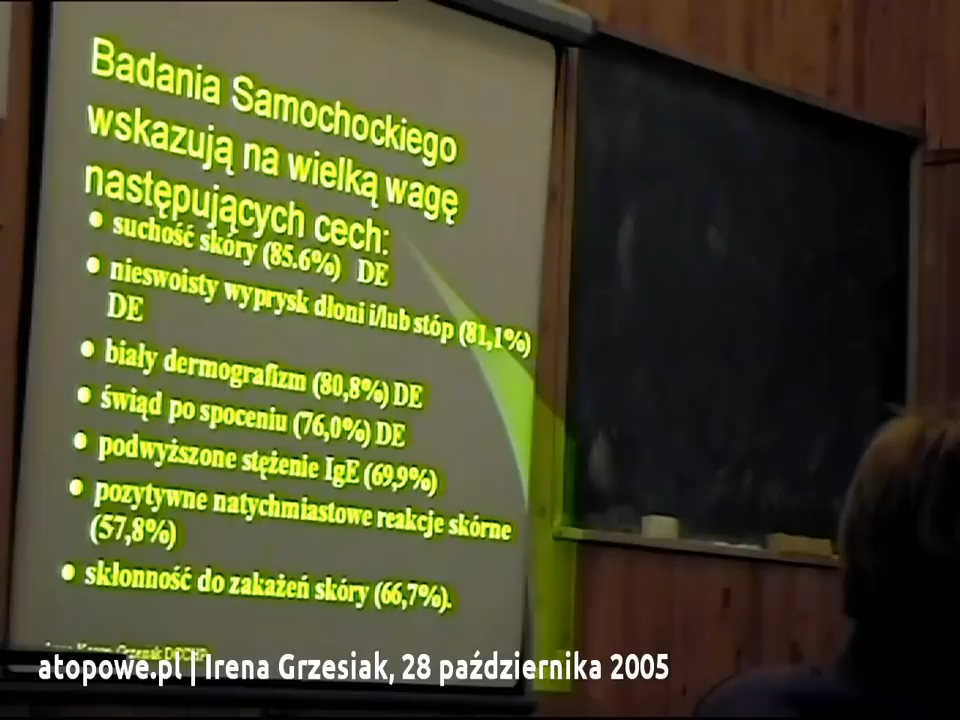 Badania Samochockiego
wskazują na wielką wagę
następujących cech:
• suchość skóry (85.6%) DE
• nieswoisty wyprysk dłoni i/lub stóp (81,1%)
DE
• biały dermografizm (80,8%) DE
• świąd po spoceniu (76,0%) DE
• podwyższone stężenie IgE (69,9%)
• pozytywne natychmiastowe reakcje skórne
(57,8%)
• skłonność do zakażeń skóry (66,7%).
atopowe.pl | Irena Grzesiak, 28 października 2005